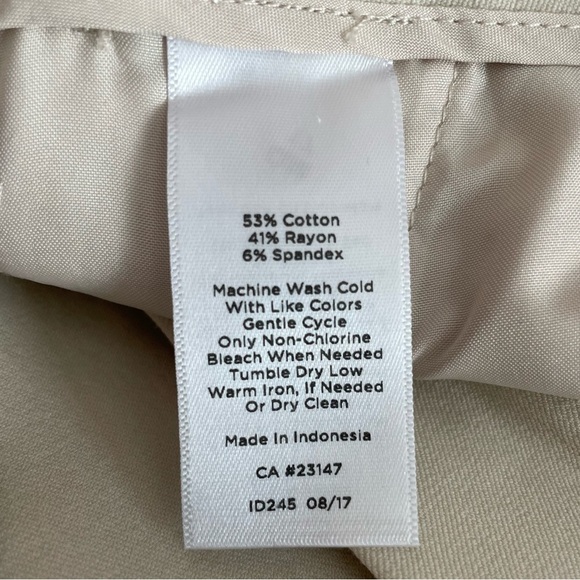 53% Cotton
41% Rayon
6% Spandex
Machine Wash Cold
With Like Colors
Gentle Cycle
Only Non-Chlorine
Bleach When Needed
Tumble Dry Low
Warm Iron, If Needed
Or Dry Clean
Made In Indonesia
CA #23147
ID245 08/17